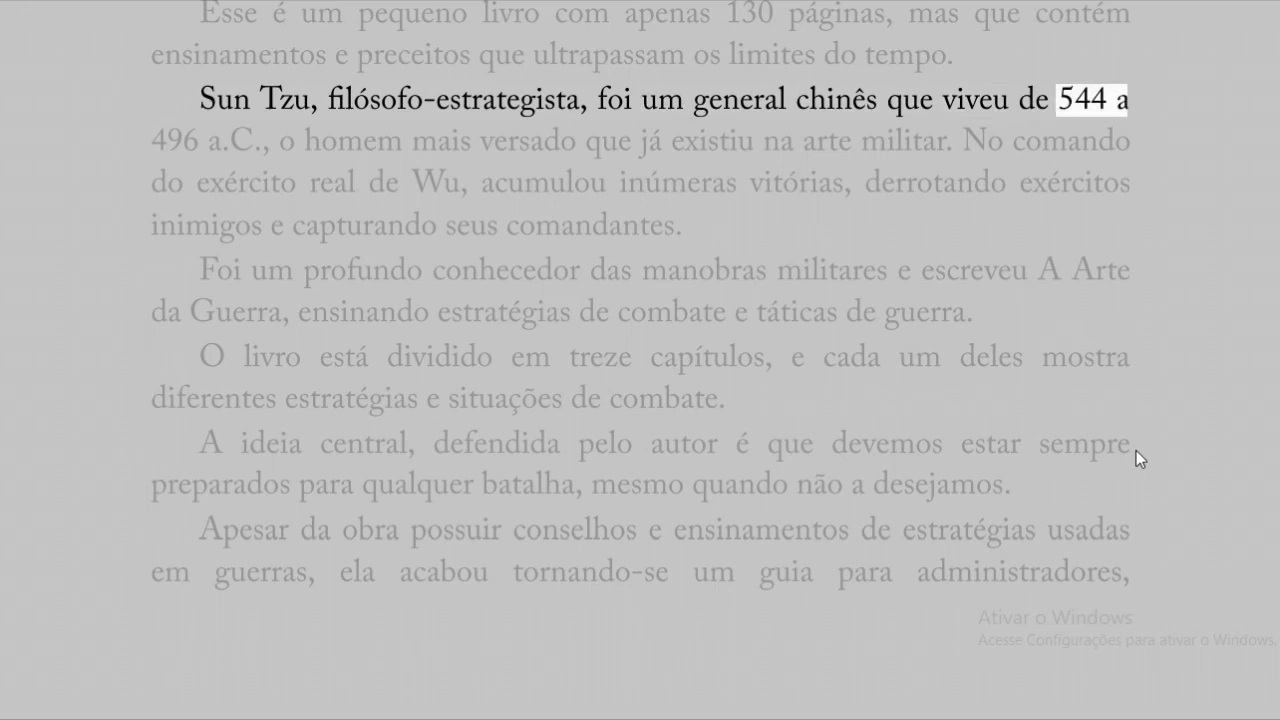 Esse é um pequeno livro com apenas 130 páginas, mas que contém
ensinamentos e preceitos que ultrapassam os limites do tempo.
Sun Tzu, filósofo-estrategista, foi um general chinês que viveu de 544 a
496 a.C., o homem mais versado que já existiu na arte militar. No comando
do exército real de Wu, acumulou inúmeras vitórias, derrotando exércitos
inimigos e capturando seus comandantes.
Foi um profundo conhecedor das manobras militares e escreveu A Arte
da Guerra, ensinando estratégias de combate e táticas de guerra.
O livro está dividido em treze capítulos, e cada um deles mostra
diferentes estratégias e situações de combate.
A ideia central, defendida pelo autor é que devemos estar sempre
preparados para qualquer batalha, mesmo quando não a desejamos.
Apesar da obra possuir conselhos e ensinamentos de estratégias usadas
em guerras, ela acabou tornando-se um guia para administradores,
Ativar o Windows
Acesse Configurações para ativar o Windows.